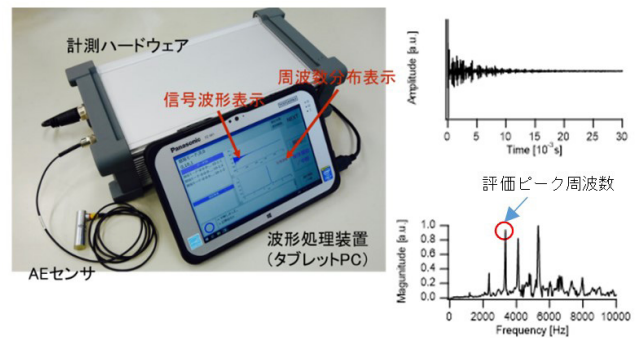 計測ハードウェア
周波数分布表示
信号波形表示
Panasonic
波形処理装置
(タブレットPC)
AEセンサ
Amplitude [a.u.]
0 5 10 15 20 25 30
Time [10⁻³s]
評価ピーク周波数
Magunitude [a.u.]
1.0
0.8
0.6
0.4
0.2
0.0
0 2000 4000 6000 8000 10000
Frequency [Hz]